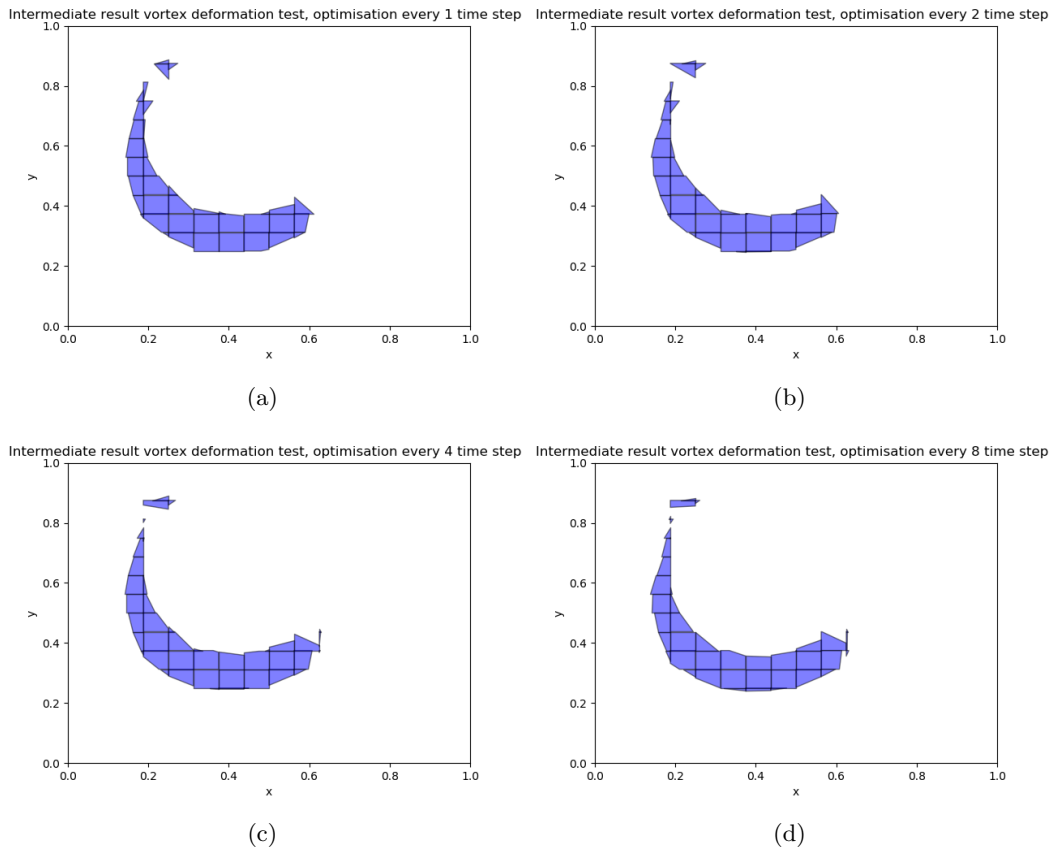 Intermediate result vortex deformation test, optimisation every 1 time step
1.0
0.8
0.6
0.4
0.2
0.0
y
0.0 0.2 0.4 0.6 0.8 1.0
x
(a)
Intermediate result vortex deformation test, optimisation every 2 time step
1.0
0.8
0.6
0.4
0.2
0.0
y
0.0 0.2 0.4 0.6 0.8 1.0
x
(b)
Intermediate result vortex deformation test, optimisation every 4 time step
1.0
0.8
0.6
0.4
0.2
0.0
y
0.0 0.2 0.4 0.6 0.8 1.0
x
(c)
Intermediate result vortex deformation test, optimisation every 8 time step
1.0
0.8
0.6
0.4
0.2
0.0
y
0.0 0.2 0.4 0.6 0.8 1.0
x
(d)